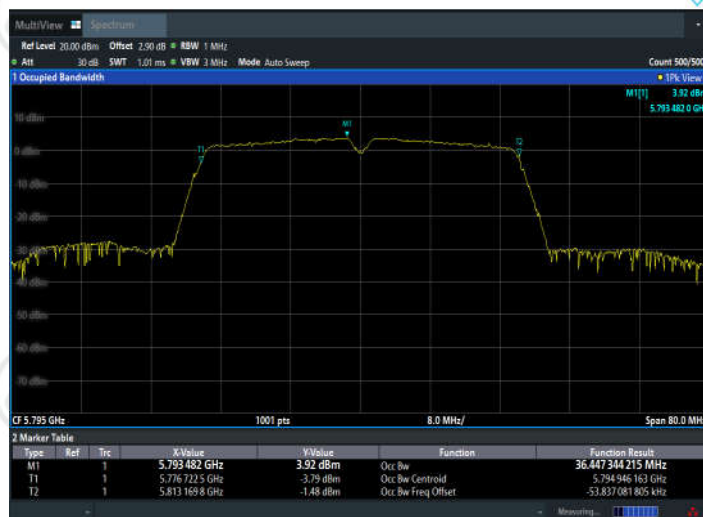 MultiView Spectrum
Ref Level 20.00 dBm Offset 2.90 dB RBW 1 MHz
Att 30 dB SWT 1.01 ms VBW 3 MHz Mode Auto Sweep Count 500/500
1 Occupied Bandwidth 1Pk View
M1[1] 3.92 dBm
5.793 482 0 GH
10 dBm
M1
T1
T2
0 dBm
-10 dBm
-20 dBm
-30 dBm
-40 dBm
-50 dBm
-60 dBm
-70 dBm
CF 5.795 GHz 1001 pts 8.0 MHz/ Span 80.0 MH
2 Marker Table
Type Ref Trc X-Value Y-Value Function Function Result
M1 1 5.793 482 GHz 3.92 dBm Occ Bw 36.447 344 215 MHz
T1 1 5.776 722 5 GHz -3.79 dBm Occ Bw Centroid 5.794 946 163 GHz
T2 1 5.813 169 8 GHz -1.48 dBm Occ Bw Freq Offset -53.837 081 805 kHz
Measuring...